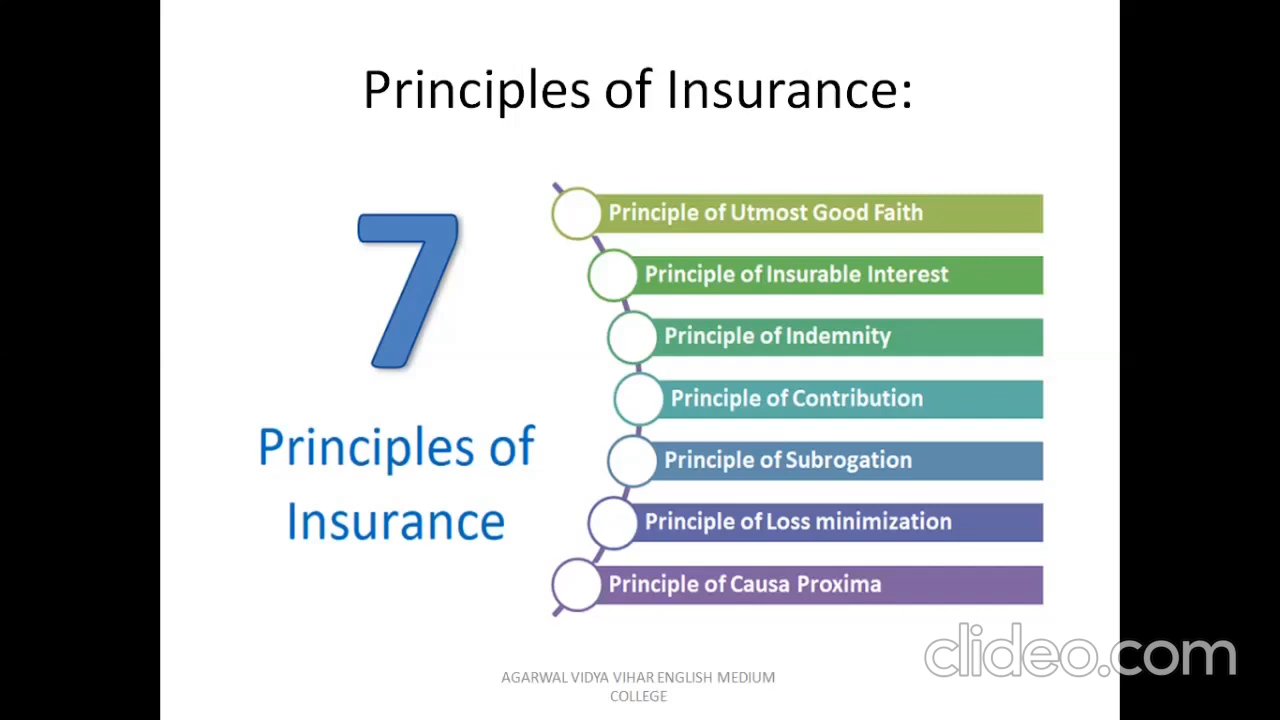 Principles of Insurance:
7
Principles of
Insurance
Principle of Utmost Good Faith
Principle of Insurable Interest
Principle of Indemnity
Principle of Contribution
Principle of Subrogation
Principle of Loss minimization
Principle of Causa Proxima
AGARWAL VIDYA VIHAR ENGLISH MEDIUM
COLLEGE
clideo.com